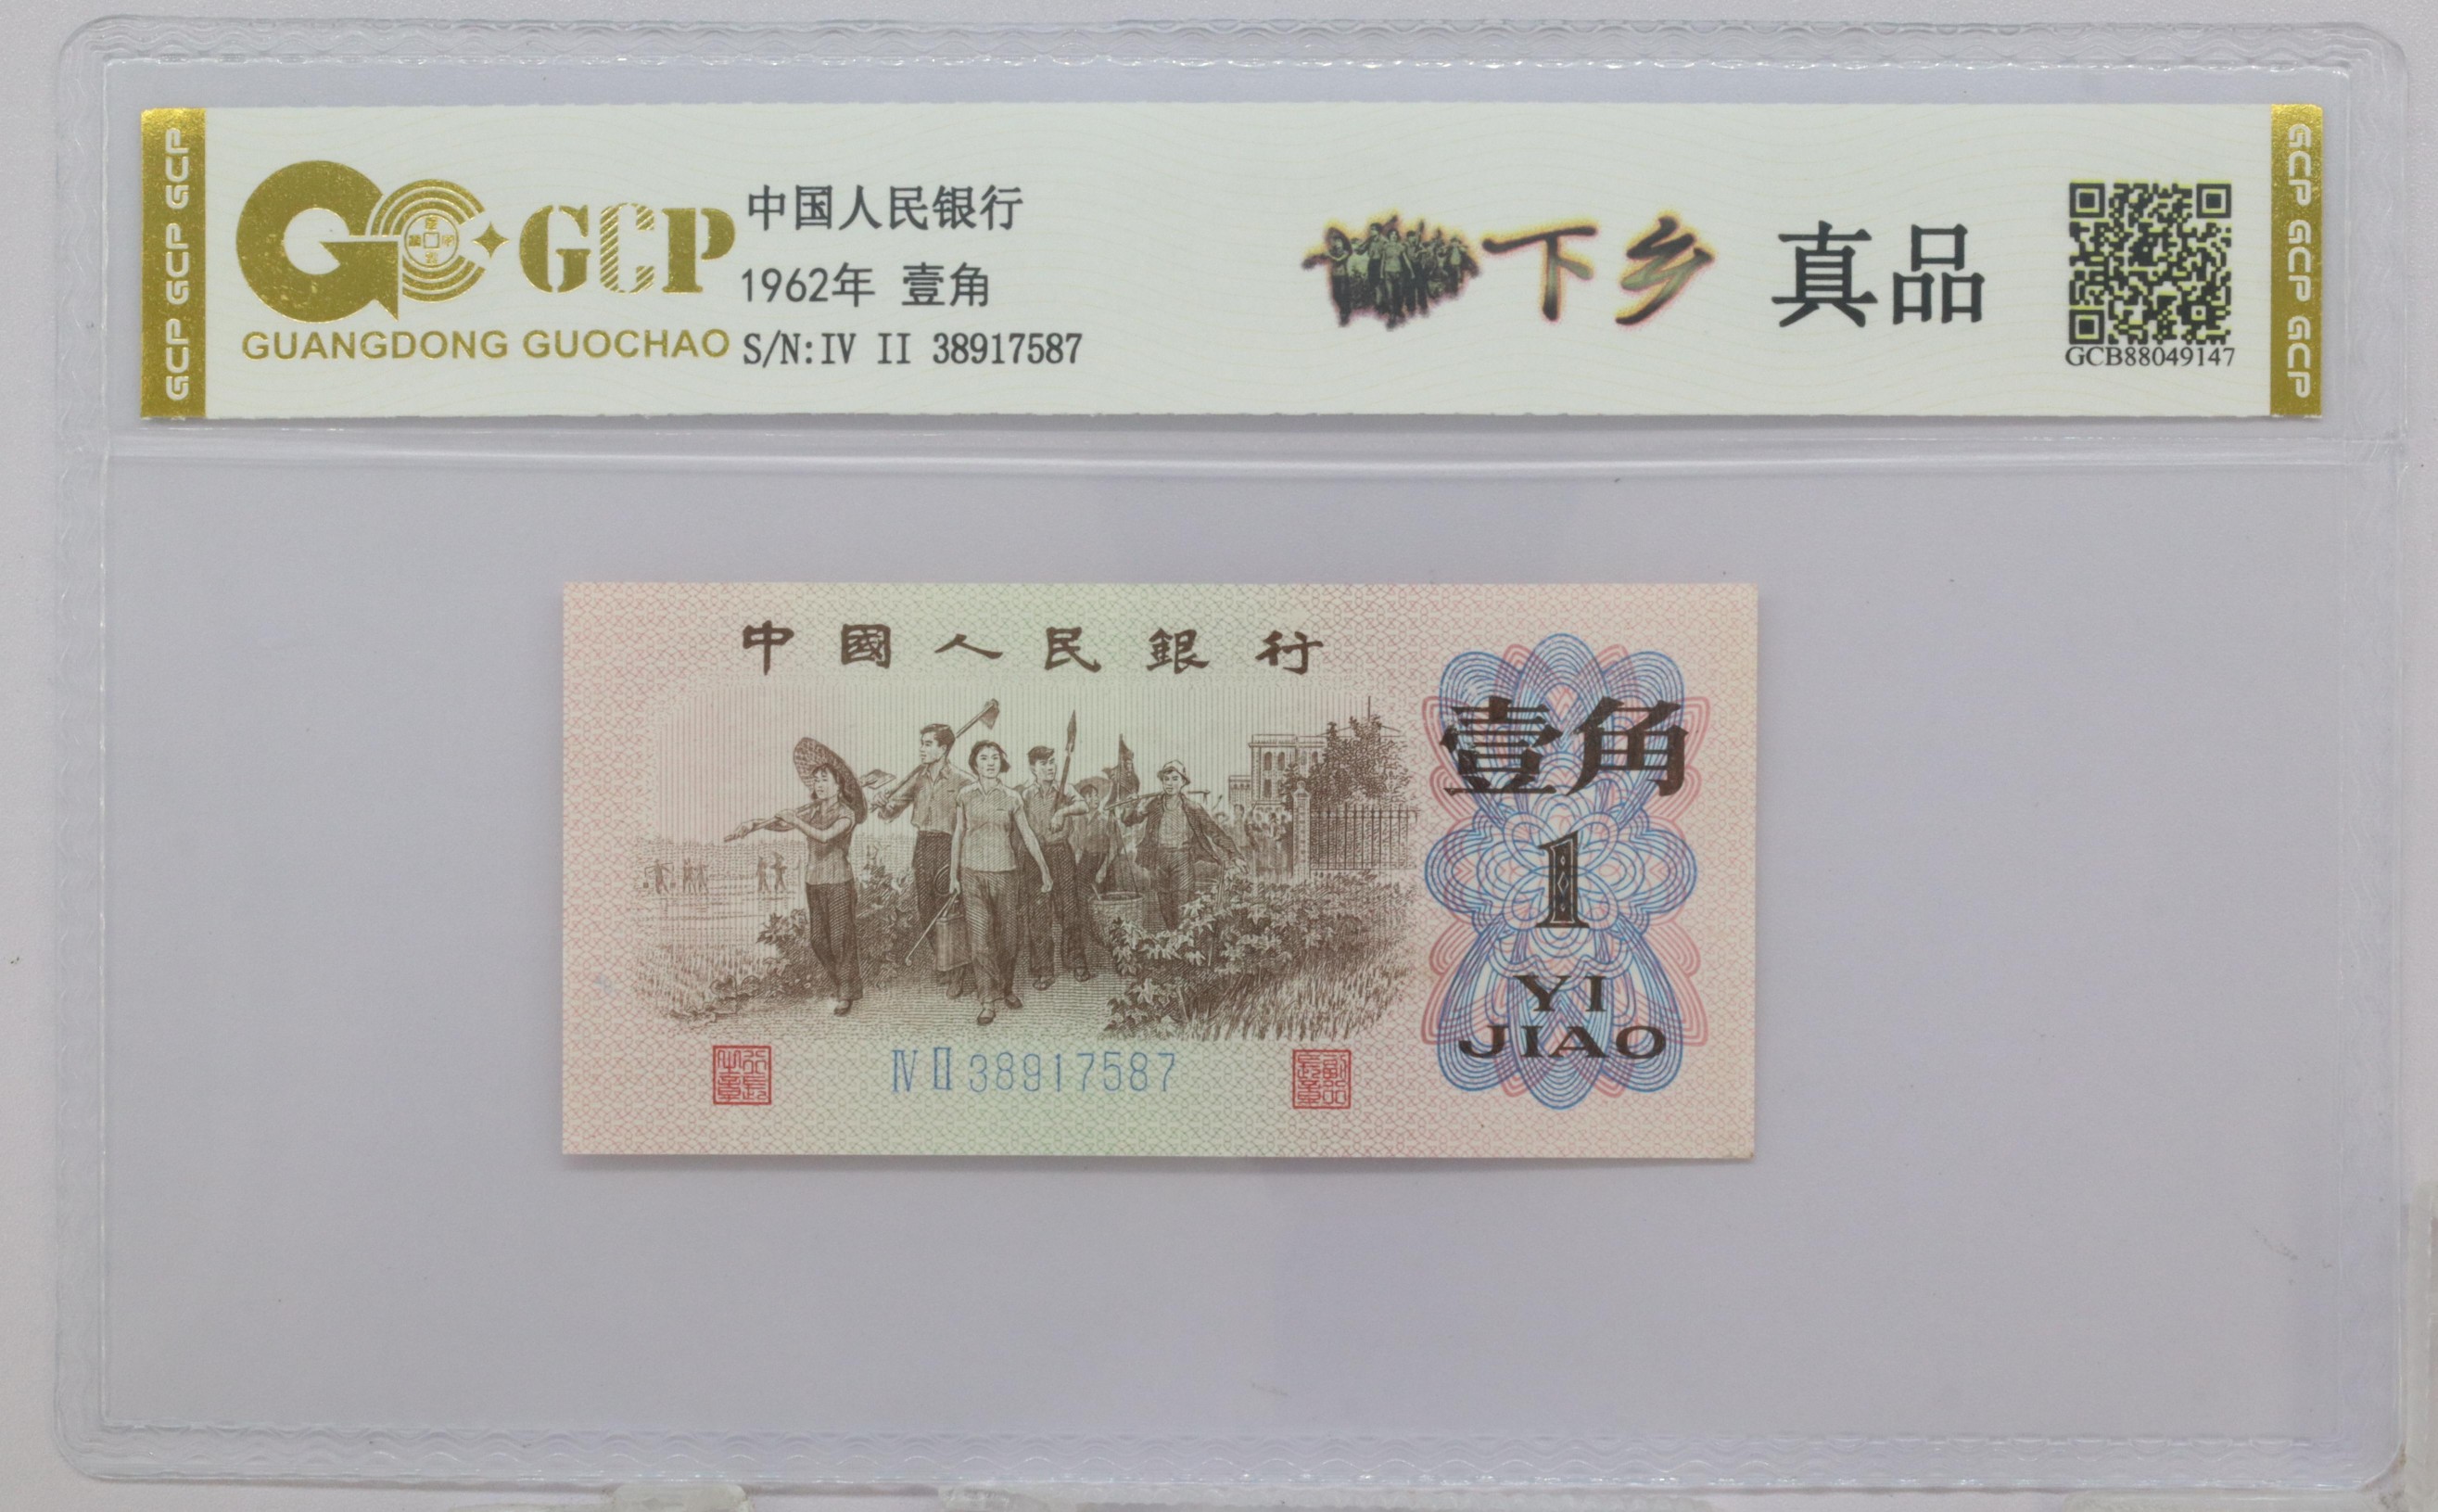 GCP GCP GCP
GCP
GUANGDONG GUOCHAO
中国人民银行
1962年 壹角
S/N:IV II 38917587
下乡 真品
GCB88049147
GCP GCP GCP
中國人民銀行
壹角
1
YI
JIAO
IV II 38917587